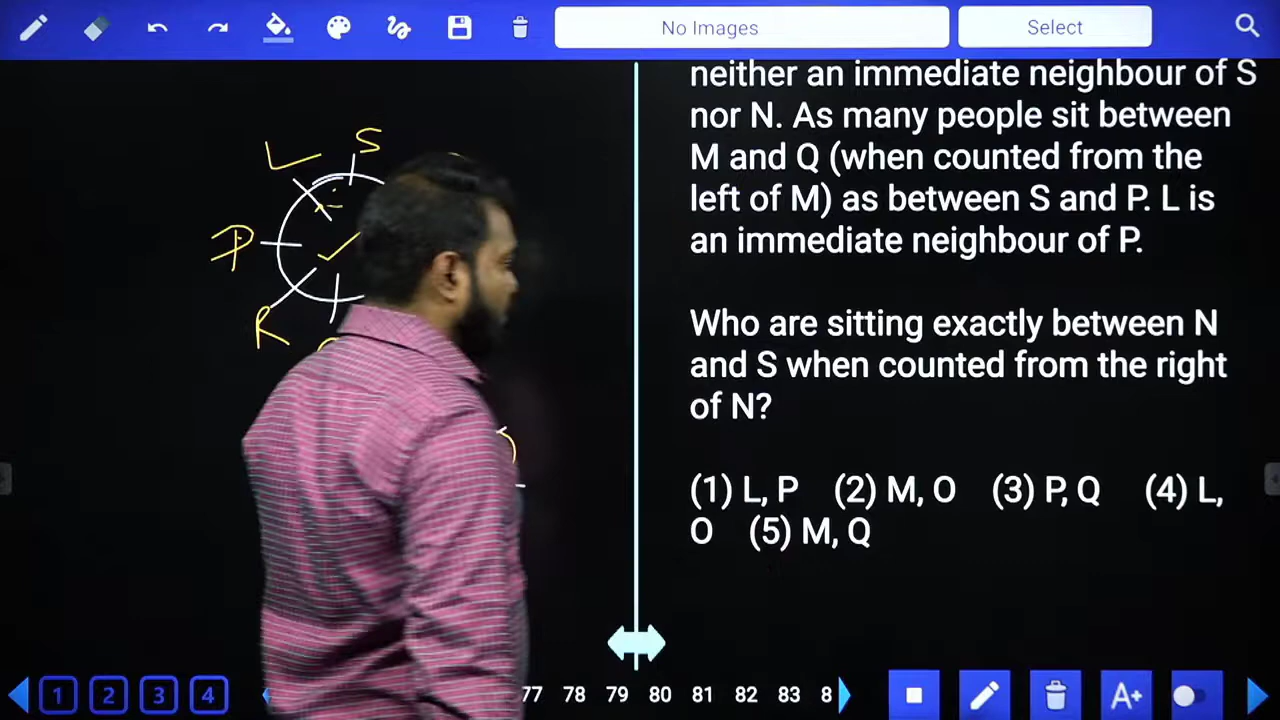 No Images
Select
neither an immediate neighbour of S
nor N. As many people sit between
M and Q (when counted from the
left of M) as between S and P. L is
an immediate neighbour of P.
Who are sitting exactly between N
and S when counted from the right
of N?
(1) L, P (2) M, O (3) P, Q (4) L,
O (5) M, Q
S
L
P
R
1 2 3 4
77 78 79 80 81 82 83 8
A+